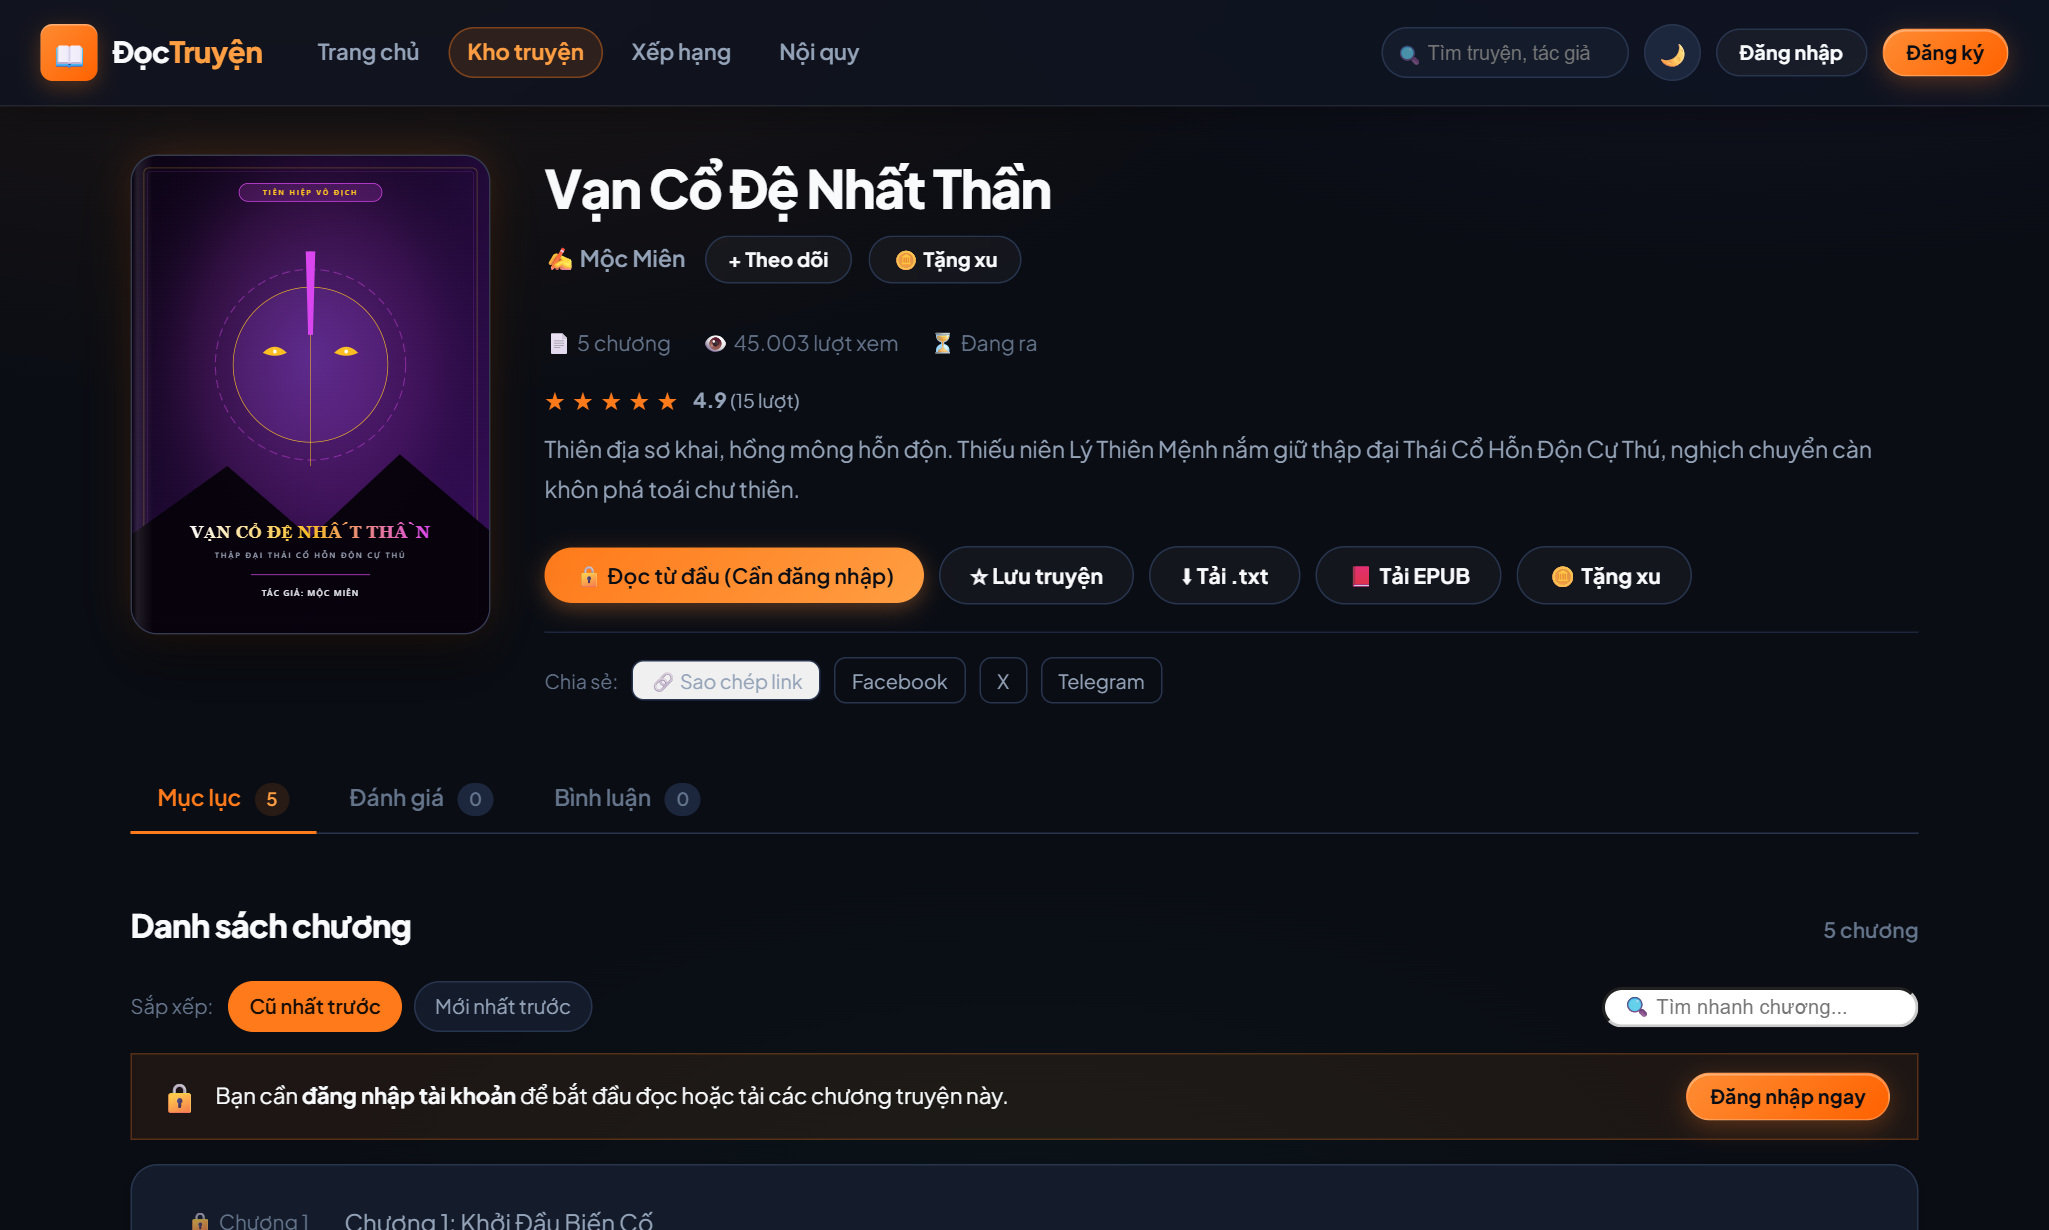 ĐọcTruyện
Trang chủ
Kho truyện
Xếp hạng
Nội quy
Tìm truyện, tác giả
Đăng nhập
Đăng ký
TIÊN HIỆP VÔ ĐỊCH
VẠN CỔ ĐỆ NHẤT THẦN
THẬP ĐẠI THÁI CỔ HỖN ĐỘN CỰ THÚ
TÁC GIẢ: MỘC MIÊN
Vạn Cổ Đệ Nhất Thần
Mộc Miên
+ Theo dõi
Tặng xu
5 chương
45.003 lượt xem
Đang ra
★ ★ ★ ★ ★ 4.9 (15 lượt)
Thiên địa sơ khai, hồng mông hỗn độn. Thiếu niên Lý Thiên Mệnh nắm giữ thập đại Thái Cổ Hỗn Độn Cự Thú, nghịch chuyển càn
khôn phá toái chư thiên.
Đọc từ đầu (Cần đăng nhập)
☆ Lưu truyện
⬇ Tải .txt
Tải EPUB
Tặng xu
Chia sẻ:
Sao chép link
Facebook
X
Telegram
Mục lục 5
Đánh giá 0
Bình luận 0
Danh sách chương
5 chương
Sắp xếp:
Cũ nhất trước
Mới nhất trước
Tìm nhanh chương...
Bạn cần đăng nhập tài khoản để bắt đầu đọc hoặc tải các chương truyện này.
Đăng nhập ngay
Chương 1
Chương 1: Khởi Đầu Biến Cố